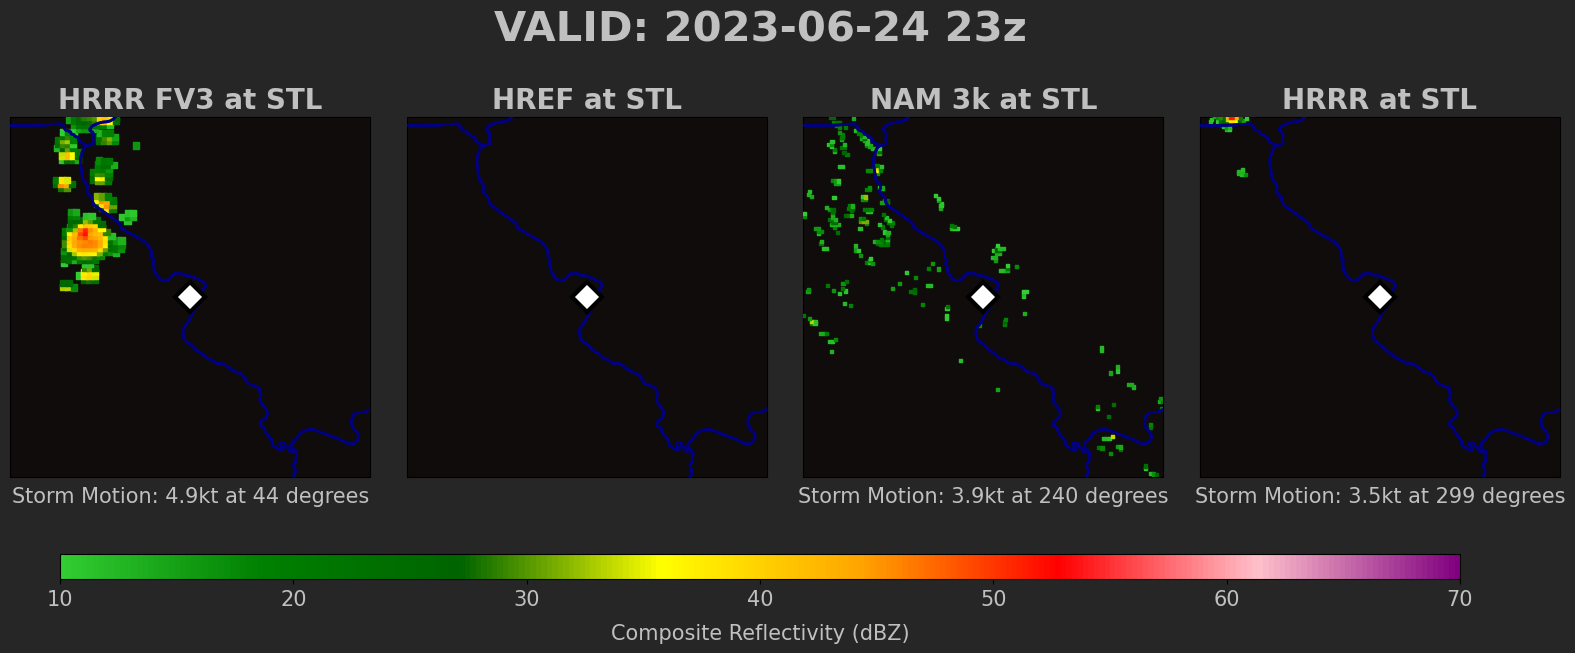 VALID: 2023-06-24 23z
HRRR FV3 at STL
HREF at STL
NAM 3k at STL
HRRR at STL
Storm Motion: 4.9kt at 44 degrees
Storm Motion: 3.9kt at 240 degrees
Storm Motion: 3.5kt at 299 degrees
10 20 30 40 50 60 70
Composite Reflectivity (dBZ)